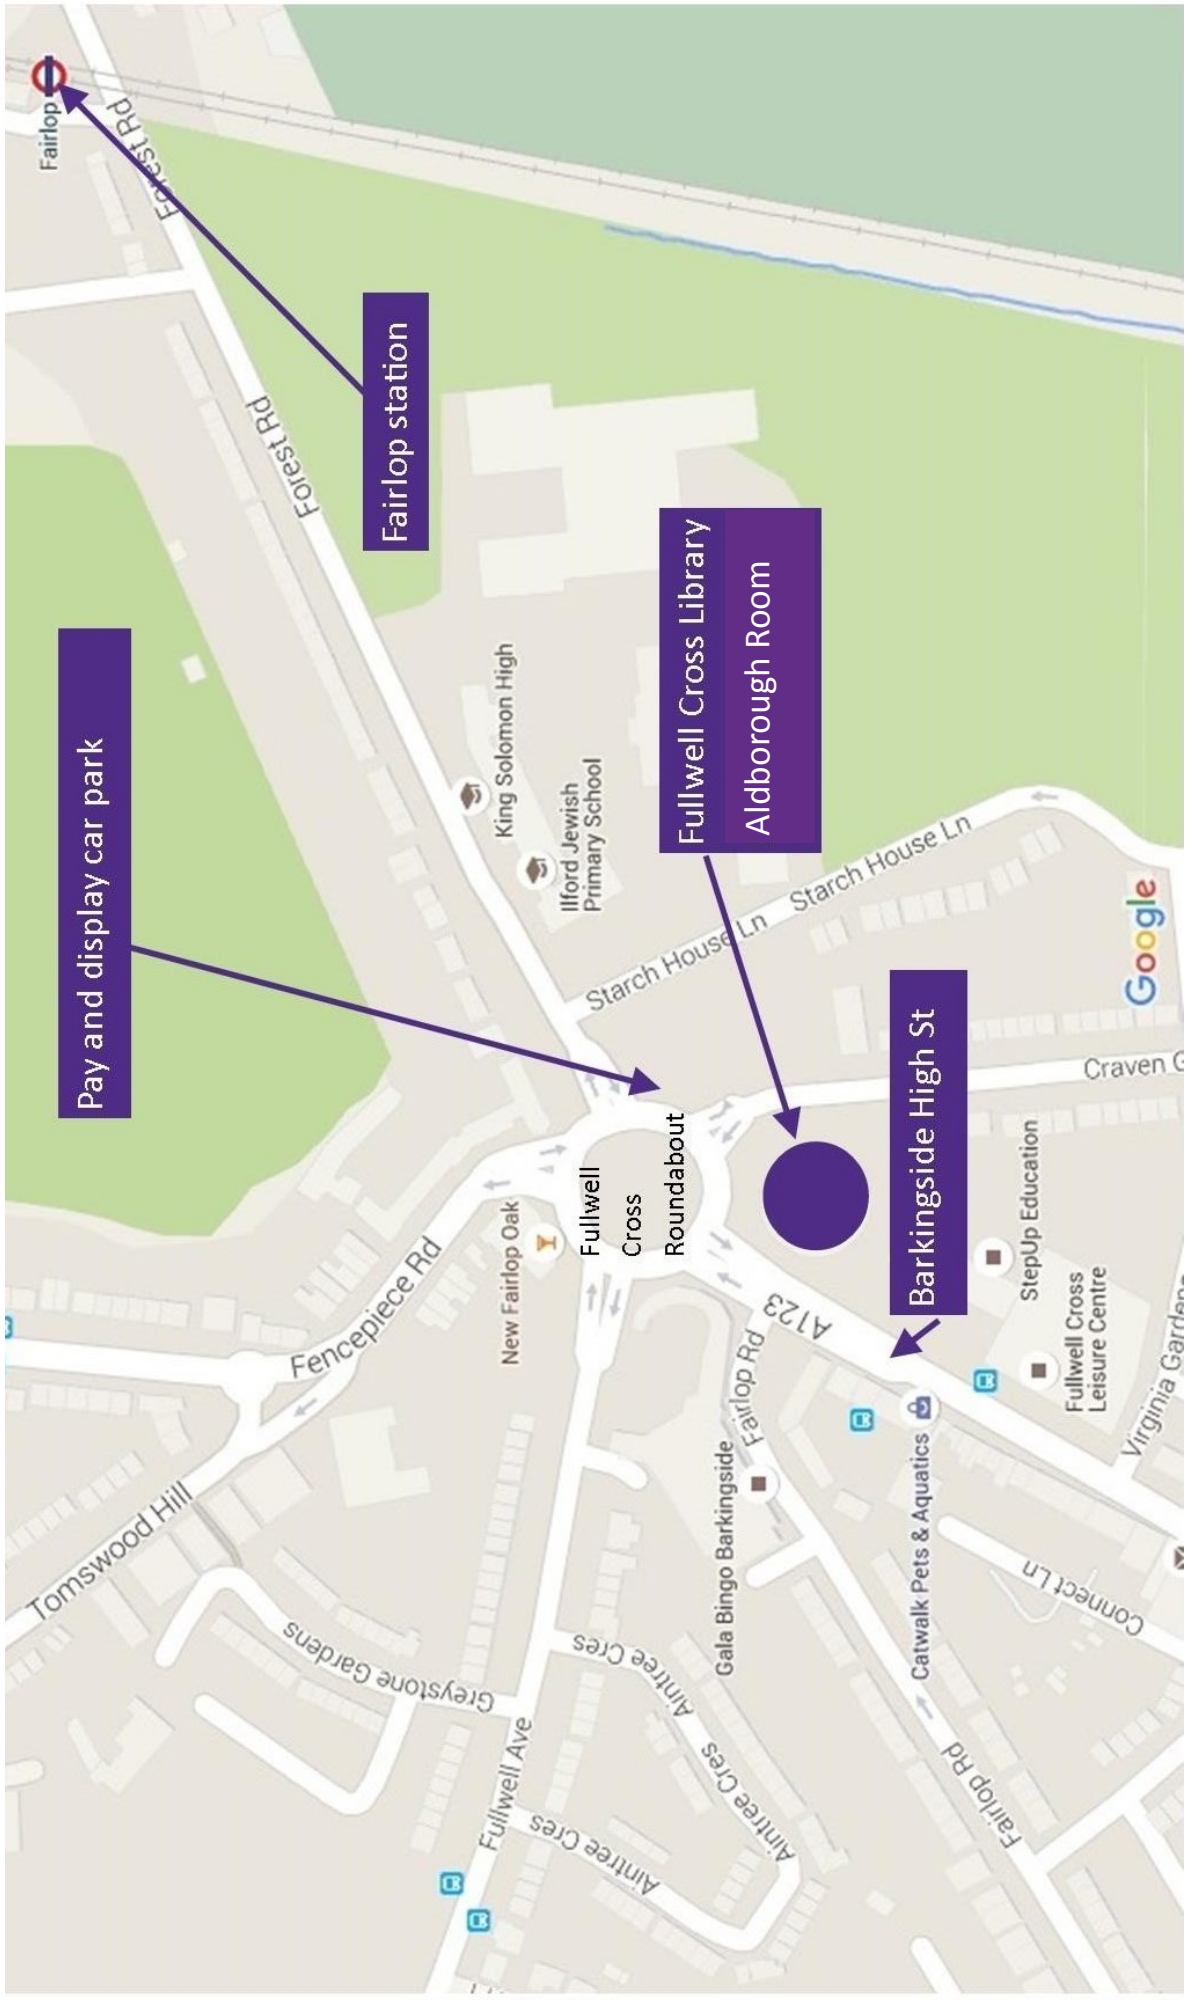 Fairlop
Forest Rd
Fairlop station
Forest Rd
Pay and display car park
King Solomon High
Ilford Jewish
Primary School
Fullwell Cross Library
Aldborough Room
Starch House Ln
Starch House Ln
Google
Craven G
Barkingside High St
Fullwell
Cross
Roundabout
New Fairlop Oak
Fencepiece Rd
Tomswood Hill
A123
Fairlop Rd
StepUp Education
Fullwell Cross
Leisure Centre
Virginia Gardens
Gala Bingo Barkingside
Catwalk Pets & Aquatics
Connect Ln
Greystone Gardens
Fullwell Ave
Aintree Cres
Aintree Cres
Aintree Cres
Aintree Cres
Aintree Cres
Fairlop Rd